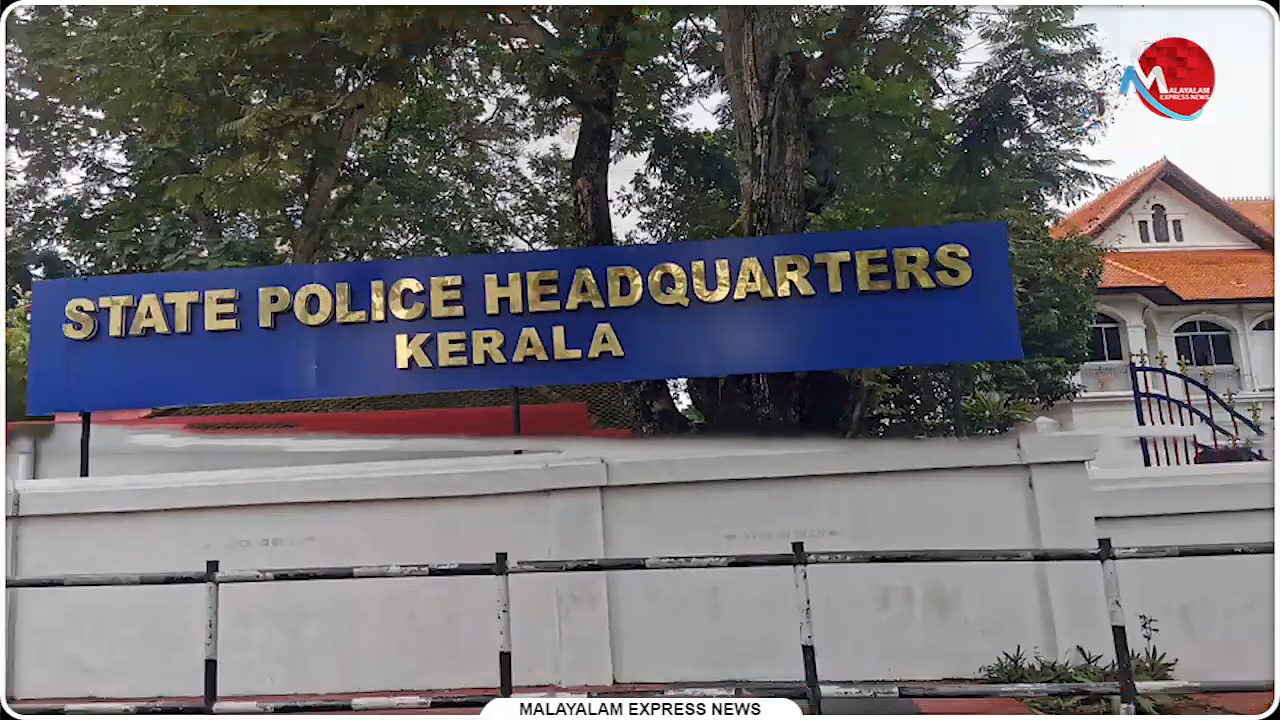 MALAYALAM
EXPRESS NEWS
STATE POLICE HEADQUARTERS
KERALA
MALAYALAM EXPRESS NEWS